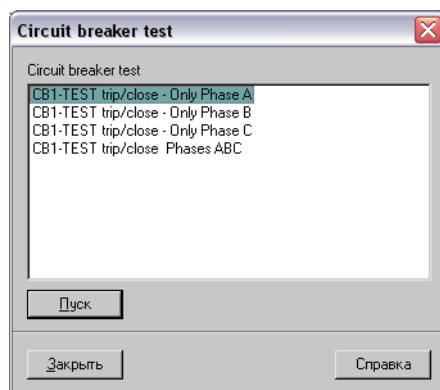 Circuit breaker test
Circuit breaker test
CB1-TEST trip/close - Only Phase A
CB1-TEST trip/close - Only Phase B
CB1-TEST trip/close - Only Phase C
CB1-TEST trip/close Phases ABC
Пуск
Закрыть
Справка